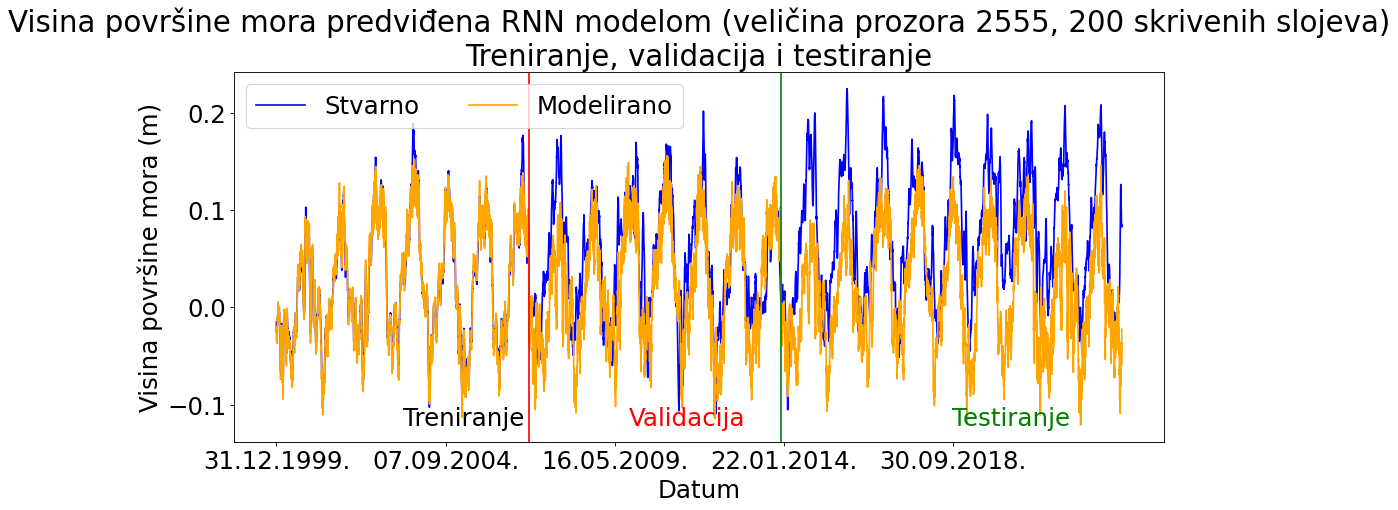 Visina površine mora predviđena RNN modelom (veličina prozora 2555, 200 skrivenih slojeva)
Treniranje, validacija i testiranje
Stvarno
Modelirano
Visina površine mora (m)
0.2
0.1
0.0
−0.1
Treniranje
Validacija
Testiranje
31.12.1999.
07.09.2004.
16.05.2009.
22.01.2014.
30.09.2018.
Datum